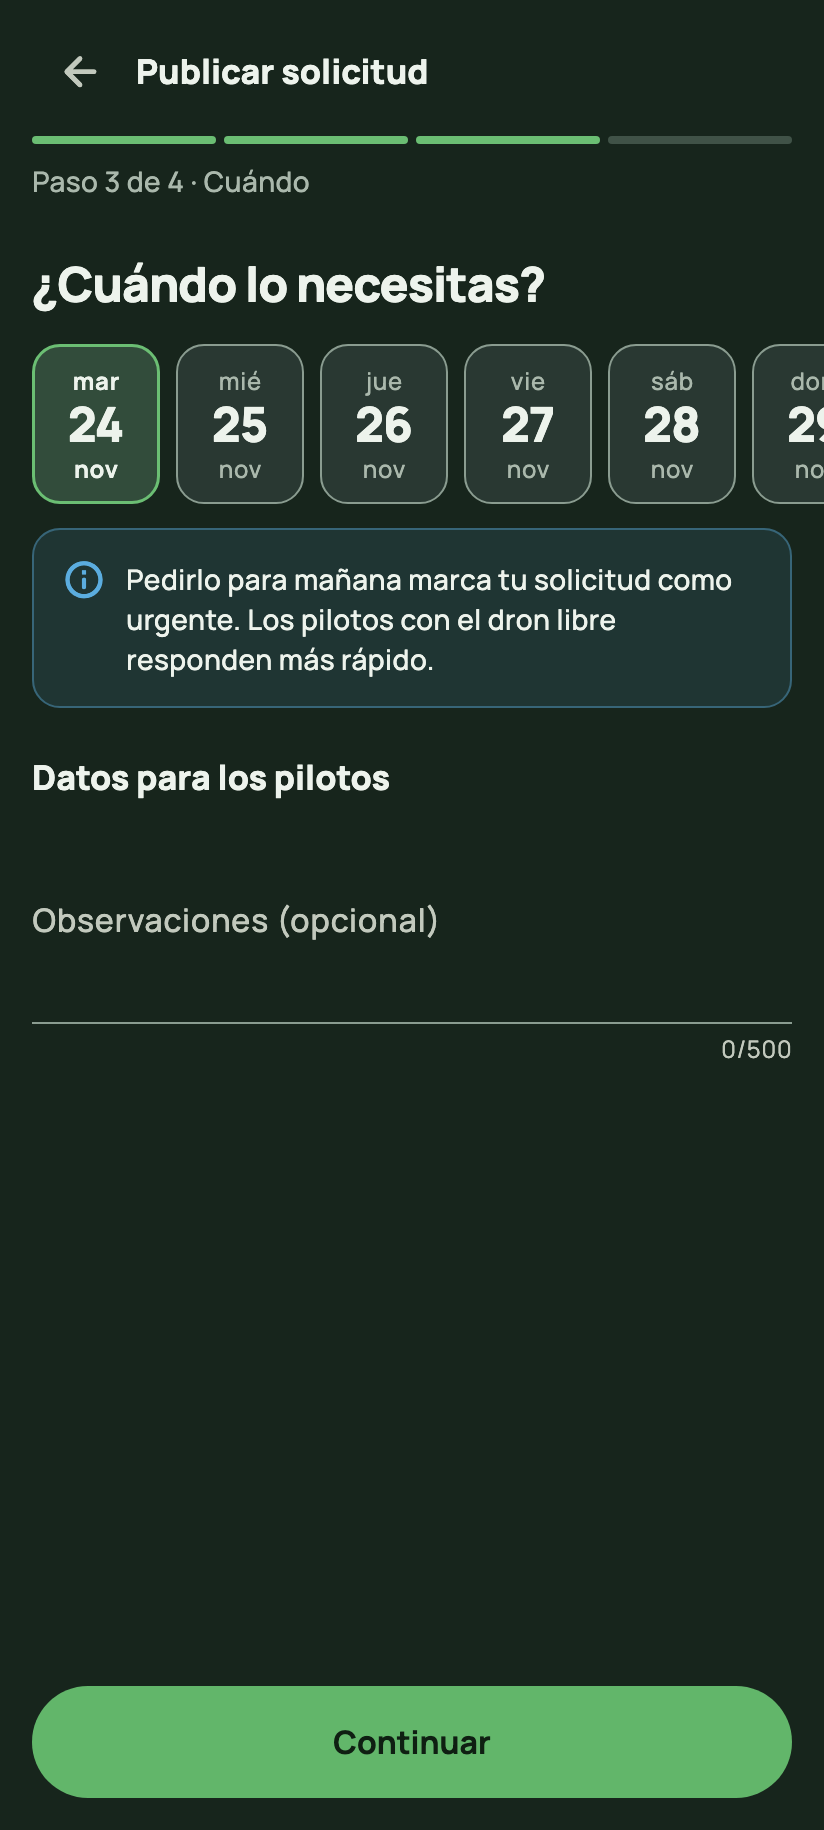 Publicar solicitud
Paso 3 de 4 · Cuándo
¿Cuándo lo necesitas?
mar
24
nov
mié
25
nov
jue
26
nov
vie
27
nov
sáb
28
nov
Pedirlo para mañana marca tu solicitud como
urgente. Los pilotos con el dron libre
responden más rápido.
Datos para los pilotos
Observaciones (opcional)
0/500
Continuar